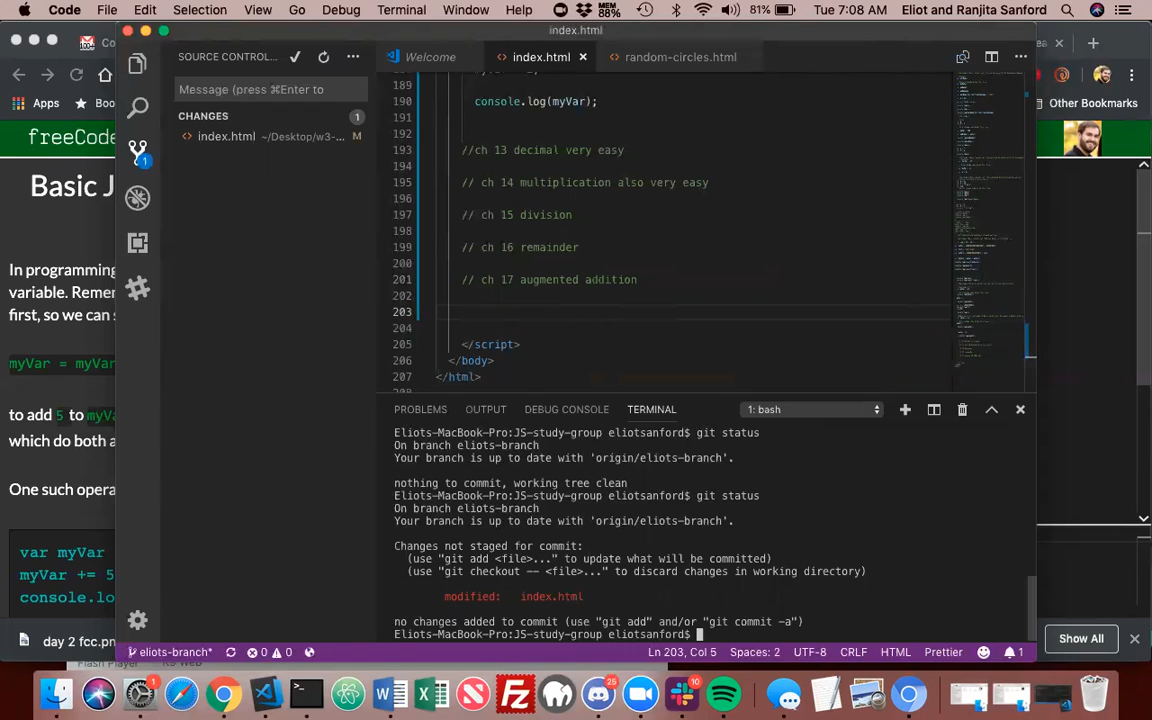 Code File Edit Selection View Go Debug Terminal Window Help MEM 88% 81% Tue 7:08 AM Eliot and Ranjita Sanford
index.html
SOURCE CONTROL... Welcome index.html random-circles.html
Apps Other Bookmarks
Message (press ⌘Enter to
189
190 console.log(myVar);
CHANGES 1
191
index.html ~/Desktop/w3-... M
192
freeCode
193 //ch 13 decimal very easy
1
194
Basic J
195 // ch 14 multiplication also very easy
196
197 // ch 15 division
198
199 // ch 16 remainder
200
201 // ch 17 augmented addition
202
203
204
205 </script>
206 </body>
207 </html>
In programming
variable. Reme
first, so we can s
myVar = myVar
to add 5 to myVa
which do both a
One such opera
var myVar
myVar += 5
console.lo
PROBLEMS OUTPUT DEBUG CONSOLE TERMINAL 1: bash
Eliots-MacBook-Pro:JS-study-group eliotsanford$ git status
On branch eliots-branch
Your branch is up to date with 'origin/eliots-branch'.
nothing to commit, working tree clean
Eliots-MacBook-Pro:JS-study-group eliotsanford$ git status
On branch eliots-branch
Your branch is up to date with 'origin/eliots-branch'.
Changes not staged for commit:
(use "git add <file>..." to update what will be committed)
(use "git checkout -- <file>..." to discard changes in working directory)
modified: index.html
no changes added to commit (use "git add" and/or "git commit -a")
Eliots-MacBook-Pro:JS-study-group eliotsanford$
day 2 fcc.pn Show All
eliots-branch* 0 0 Ln 203, Col 5 Spaces: 2 UTF-8 CRLF HTML Prettier 1
1 25 10